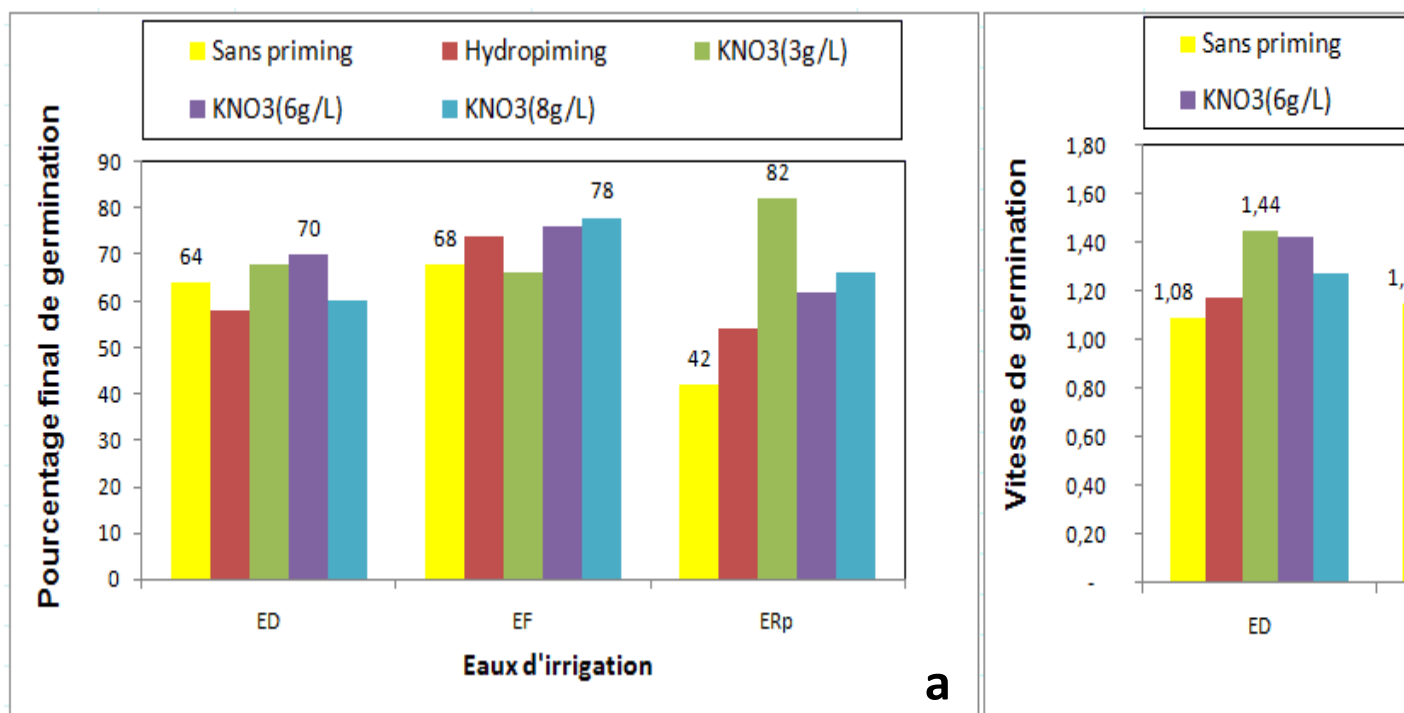 Sans priming
Hydropiming
KNO3(3g/L)
KNO3(6g/L)
KNO3(8g/L)
Pourcentage final de germination
90
80
70
60
50
40
30
20
10
0
64
70
68
78
42
82
ED
EF
ERp
Eaux d'irrigation
a
Sans priming
KNO3(6g/L)
Vitesse de germination
1,80
1,60
1,40
1,20
1,00
0,80
0,60
0,40
0,20
-
1,08
1,44
1,
ED